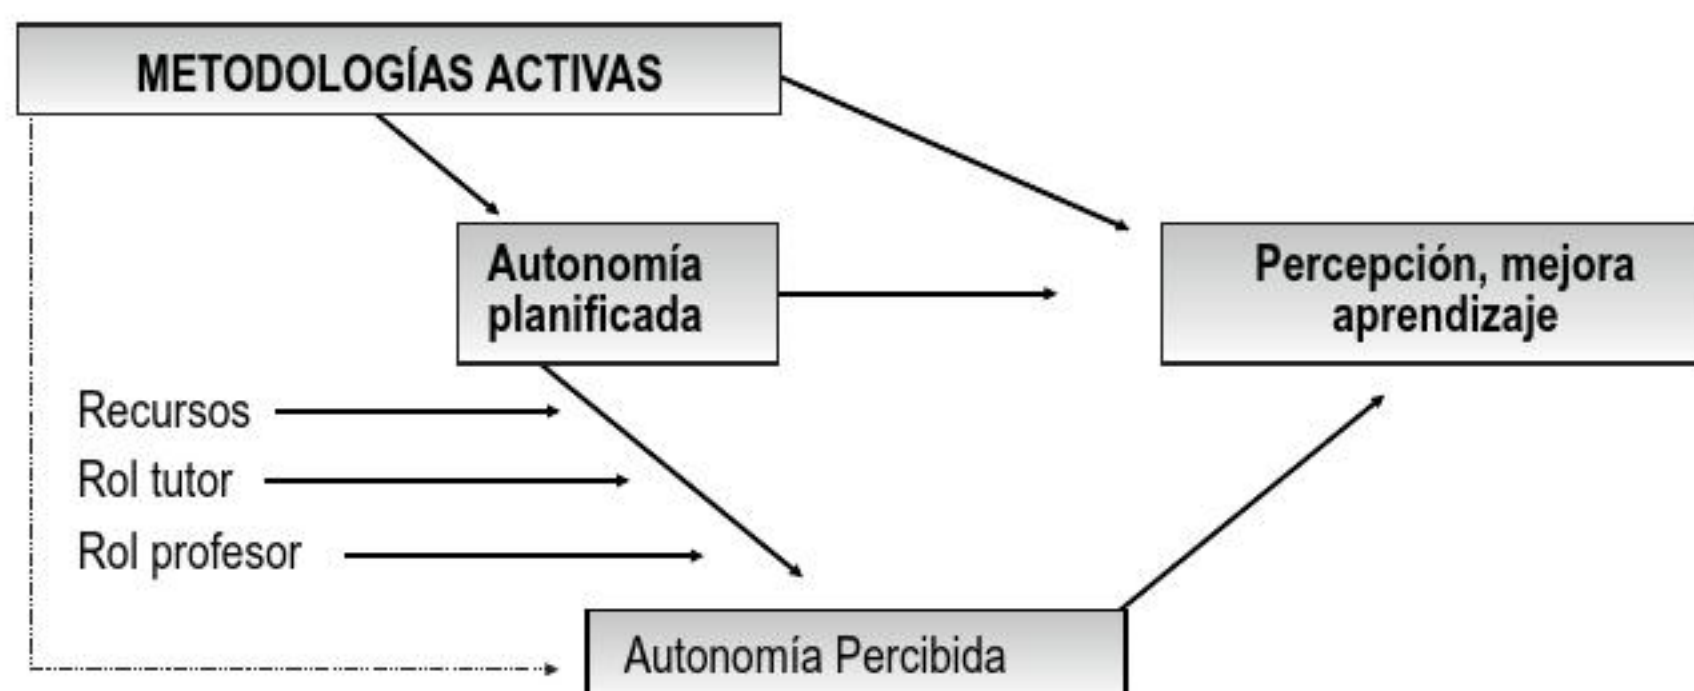 METODOLOGÍAS ACTIVAS
Autonomía
planificada
Percepción, mejora
aprendizaje
Recursos
Rol tutor
Rol profesor
Autonomía Percibida